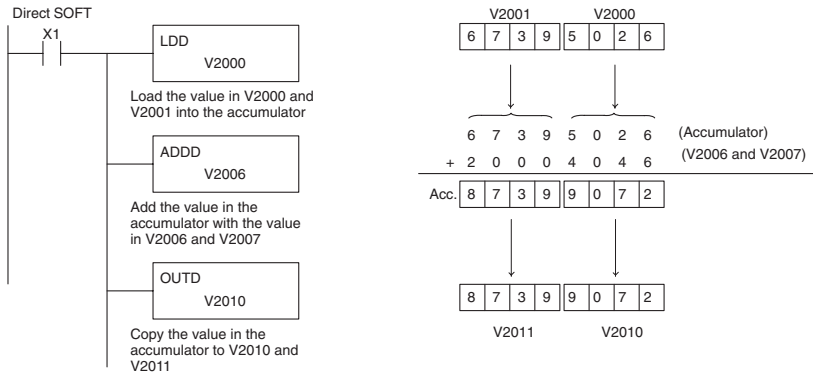 Direct SOFT
X1
LDD
V2000
Load the value in V2000 and
V2001 into the accumulator
ADDD
V2006
Add the value in the
accumulator with the value
in V2006 and V2007
OUTD
V2010
Copy the value in the
accumulator to V2010 and
V2011
V2001 V2000
6 7 3 9 5 0 2 6
6 7 3 9 5 0 2 6 (Accumulator)
+ 2 0 0 0 4 0 4 6 (V2006 and V2007)
Acc. 8 7 3 9 9 0 7 2
8 7 3 9 9 0 7 2
V2011 V2010